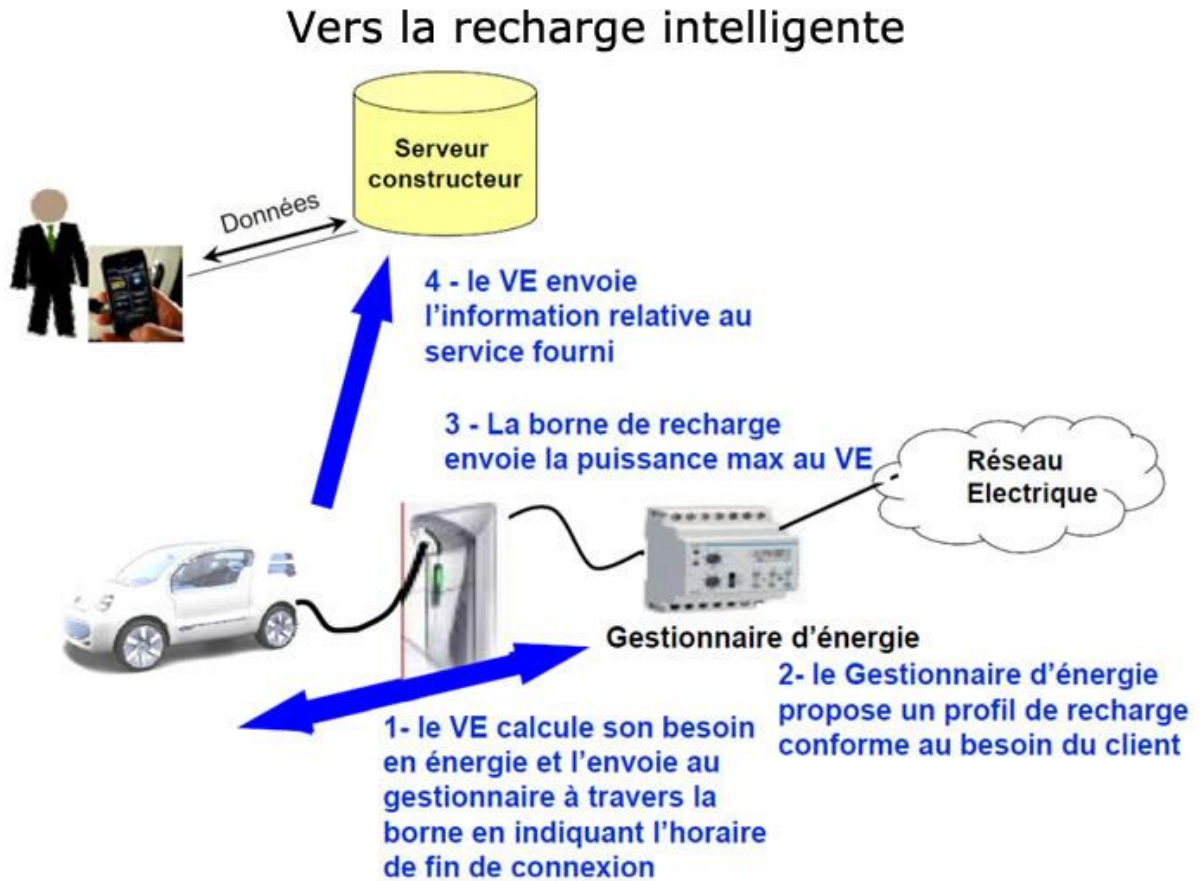 Vers la recharge intelligente
Serveur
constructeur
Données
4 - le VE envoie
l'information relative au
service fourni
3 - La borne de recharge
envoie la puissance max au VE
Réseau
Electrique
Gestionnaire d'énergie
2- le Gestionnaire d'énergie
propose un profil de recharge
conforme au besoin du client
1- le VE calcule son besoin
en énergie et l'envoie au
gestionnaire à travers la
borne en indiquant l'horaire
de fin de connexion